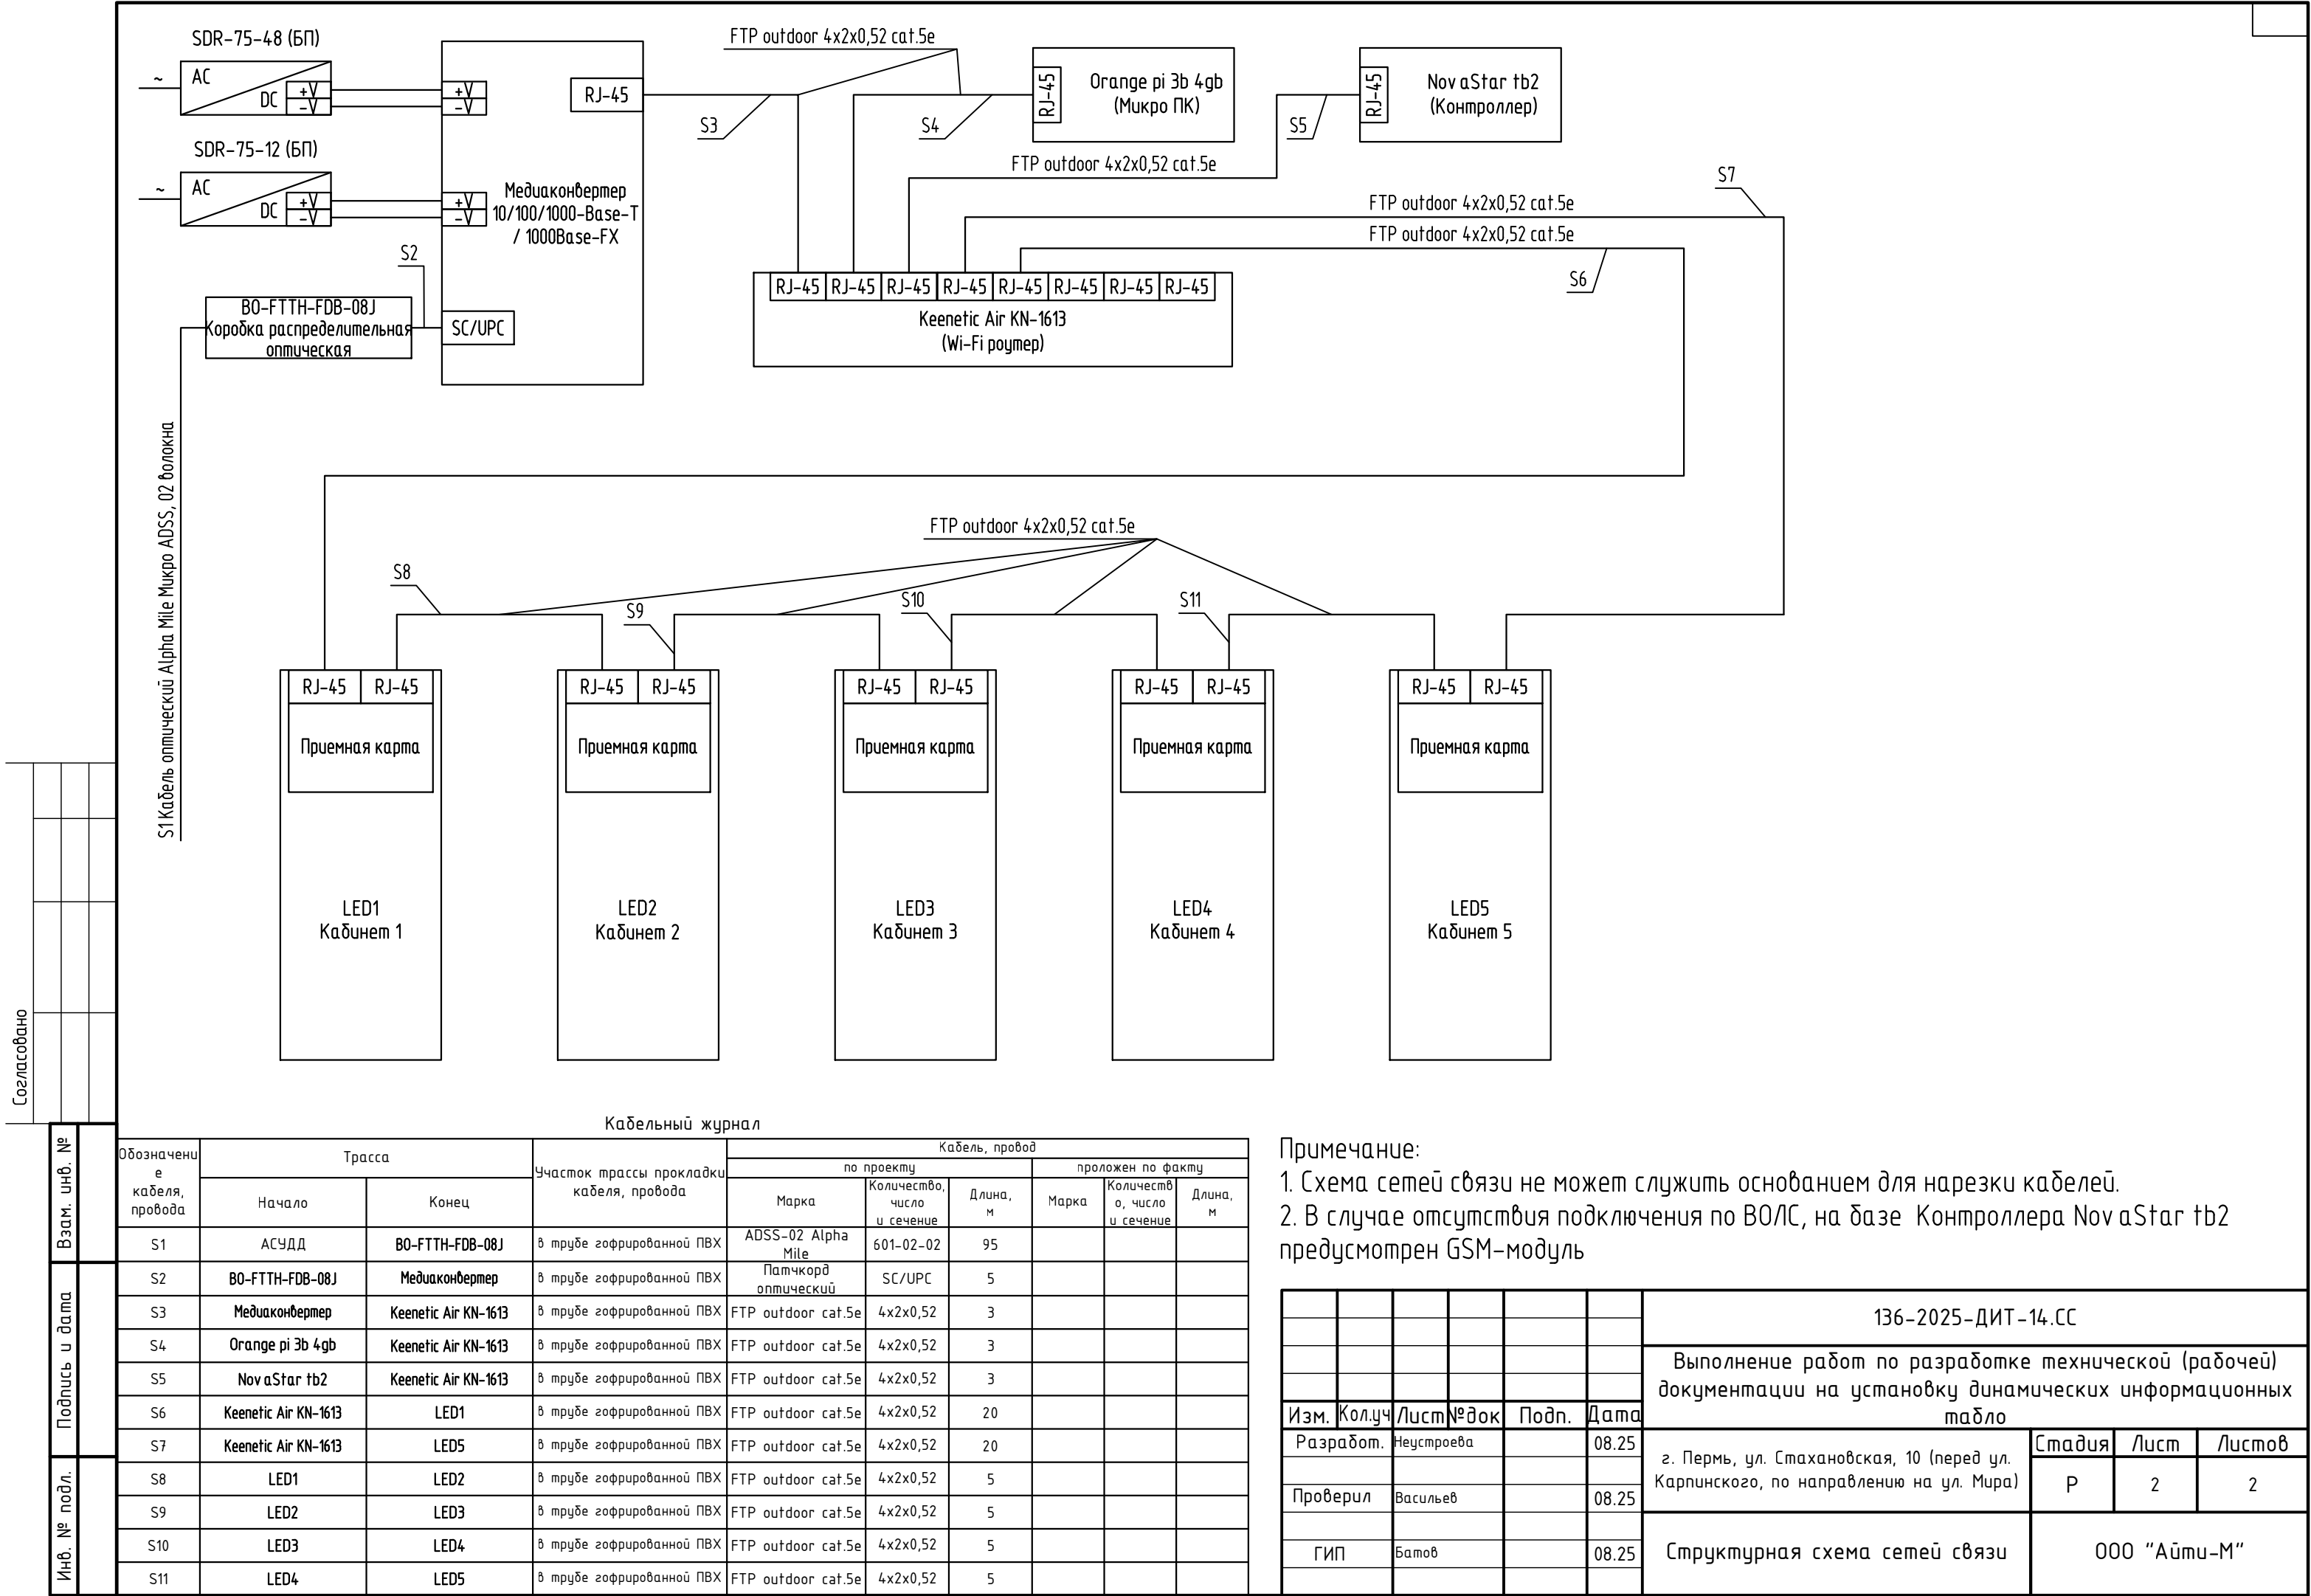 SDR-75-48 (БП)
~
AC
DC
+V
-V
+V
-V
SDR-75-12 (БП)
~
AC
DC
+V
-V
+V
-V
RJ-45
Медиаконвертер
10/100/1000-Base-T
/ 1000Base-FX
SC/UPC
S2
BO-FTTH-FDB-08J
Коробка распределительная
оптическая
S1 Кабель оптический Alpha Mile Микро ADSS, 02 волокна
FTP outdoor 4x2x0,52 cat.5e
S3
S4
RJ-45
Orange pi 3b 4gb
(Микро ПК)
S5
RJ-45
NovaStar tb2
(Контроллер)
FTP outdoor 4x2x0,52 cat.5e
S7
FTP outdoor 4x2x0,52 cat.5e
FTP outdoor 4x2x0,52 cat.5e
S6
RJ-45 RJ-45 RJ-45 RJ-45 RJ-45 RJ-45 RJ-45 RJ-45
Keenetic Air KN-1613
(Wi-Fi роутер)
FTP outdoor 4x2x0,52 cat.5e
S8
S9
S10
S11
RJ-45 RJ-45
Приемная карта
LED1
Кабинет 1
RJ-45 RJ-45
Приемная карта
LED2
Кабинет 2
RJ-45 RJ-45
Приемная карта
LED3
Кабинет 3
RJ-45 RJ-45
Приемная карта
LED4
Кабинет 4
RJ-45 RJ-45
Приемная карта
LED5
Кабинет 5
Согласовано
Взам. инв. №
Подпись и дата
Инв. № подл.
Кабельный журнал
Обозначени
е
кабеля,
провода
Трасса
Начало
Конец
Участок трассы прокладки
кабеля, провода
Кабель, провод
по проекту
проложен по факту
Марка
Количество,
число
и сечение
Длина,
м
Марка
Количеств
о, число
и сечение
Длина,
м
S1 АСУДД BO-FTTH-FDB-08J в трубе гофрированной ПВХ ADSS-02 Alpha Mile 601-02-02 95
S2 BO-FTTH-FDB-08J Медиаконвертер в трубе гофрированной ПВХ Патчкорд оптический SC/UPC 5
S3 Медиаконвертер Keenetic Air KN-1613 в трубе гофрированной ПВХ FTP outdoor cat.5e 4x2x0,52 3
S4 Orange pi 3b 4gb Keenetic Air KN-1613 в трубе гофрированной ПВХ FTP outdoor cat.5e 4x2x0,52 3
S5 NovaStar tb2 Keenetic Air KN-1613 в трубе гофрированной ПВХ FTP outdoor cat.5e 4x2x0,52 3
S6 Keenetic Air KN-1613 LED1 в трубе гофрированной ПВХ FTP outdoor cat.5e 4x2x0,52 20
S7 Keenetic Air KN-1613 LED5 в трубе гофрированной ПВХ FTP outdoor cat.5e 4x2x0,52 20
S8 LED1 LED2 в трубе гофрированной ПВХ FTP outdoor cat.5e 4x2x0,52 5
S9 LED2 LED3 в трубе гофрированной ПВХ FTP outdoor cat.5e 4x2x0,52 5
S10 LED3 LED4 в трубе гофрированной ПВХ FTP outdoor cat.5e 4x2x0,52 5
S11 LED4 LED5 в трубе гофрированной ПВХ FTP outdoor cat.5e 4x2x0,52 5
Примечание:
1. Схема сетей связи не может служить основанием для нарезки кабелей.
2. В случае отсутствия подключения по ВОЛС, на базе Контроллера NovaStar tb2
предусмотрен GSM-модуль
136-2025-ДИТ-14.СС
Выполнение работ по разработке технической (рабочей)
документации на установку динамических информационных
табло
Изм. Кол.уч Лист №док Подп. Дата
Разработ. Неустроева 08.25
Проверил Васильев 08.25
ГИП Батов 08.25
г. Пермь, ул. Стахановская, 10 (перед ул.
Карпинского, по направлению на ул. Мира)
Стадия Лист Листов
Р 2 2
Структурная схема сетей связи
ООО "Айти-М"